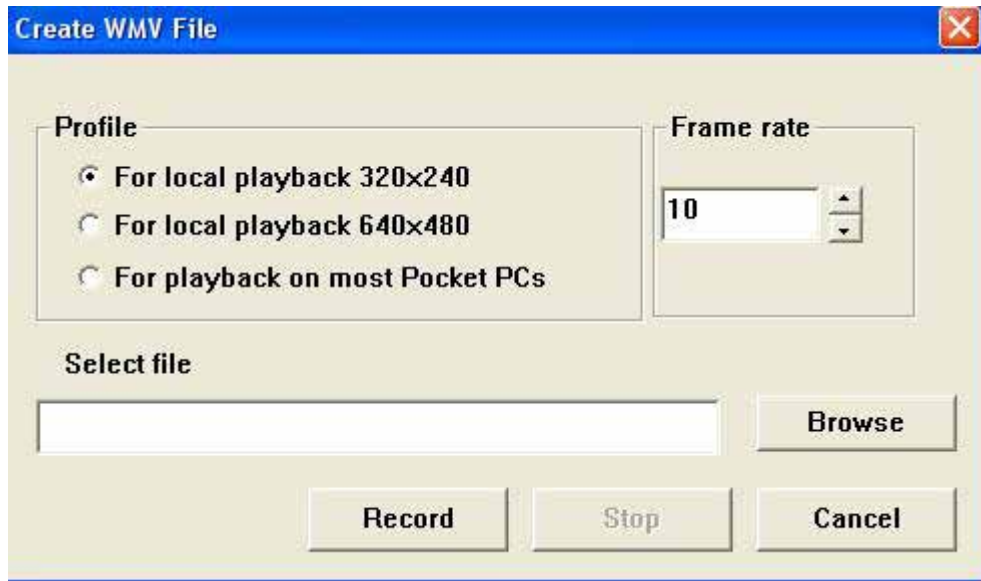 Create WMV File
Profile
Frame rate
For local playback 320x240
10
For local playback 640x480
For playback on most Pocket PCs
Select file
Browse
Record
Stop
Cancel